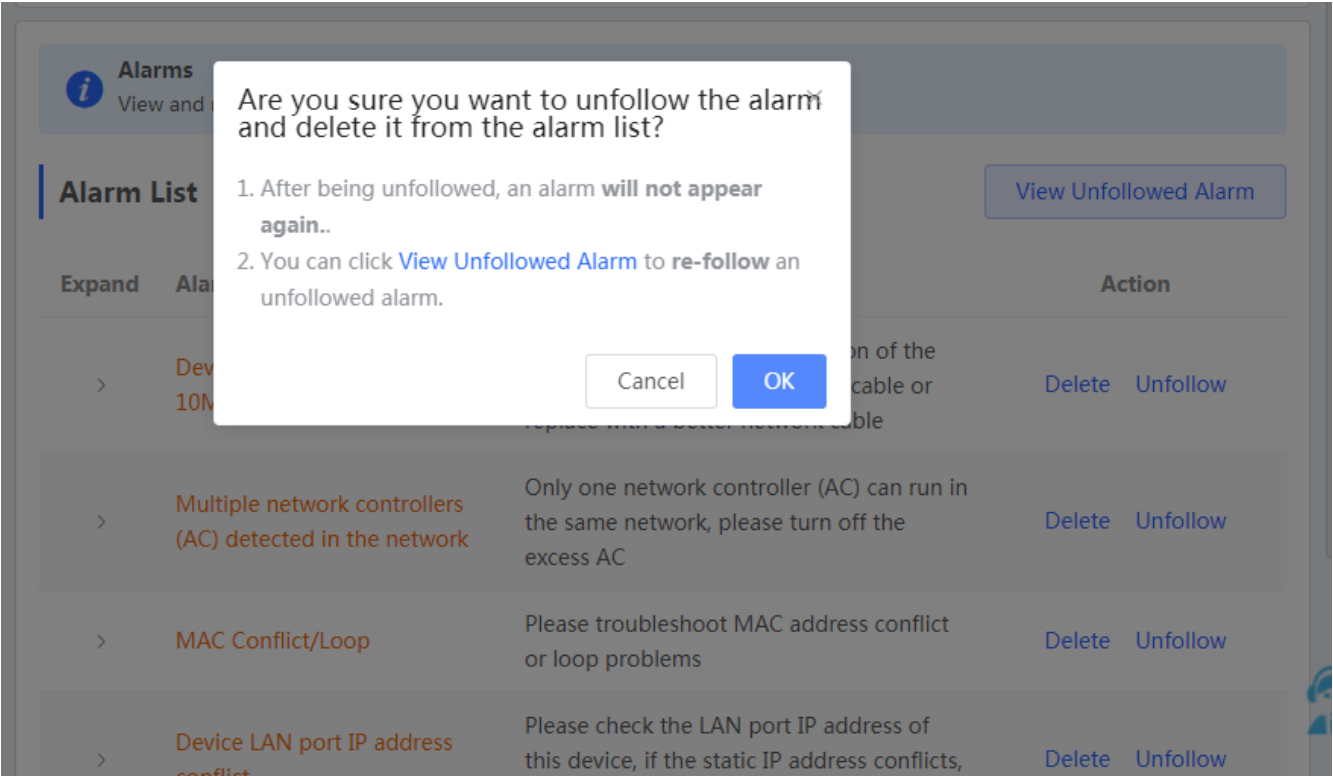 Alarms
View and
Are you sure you want to unfollow the alarm
and delete it from the alarm list?
Alarm List
1. After being unfollowed, an alarm will not appear
again..
View Unfollowed Alarm
2. You can click View Unfollowed Alarm to re-follow an
unfollowed alarm.
Expand
Action
Cancel
OK
of the
cable or
replace with a better network cable
Delete Unfollow
Multiple network controllers
(AC) detected in the network
Only one network controller (AC) can run in
the same network, please turn off the
excess AC
Delete Unfollow
MAC Conflict/Loop
Please troubleshoot MAC address conflict
or loop problems
Delete Unfollow
Device LAN port IP address
conflict
Please check the LAN port IP address of
this device, if the static IP address conflicts,
Delete Unfollow